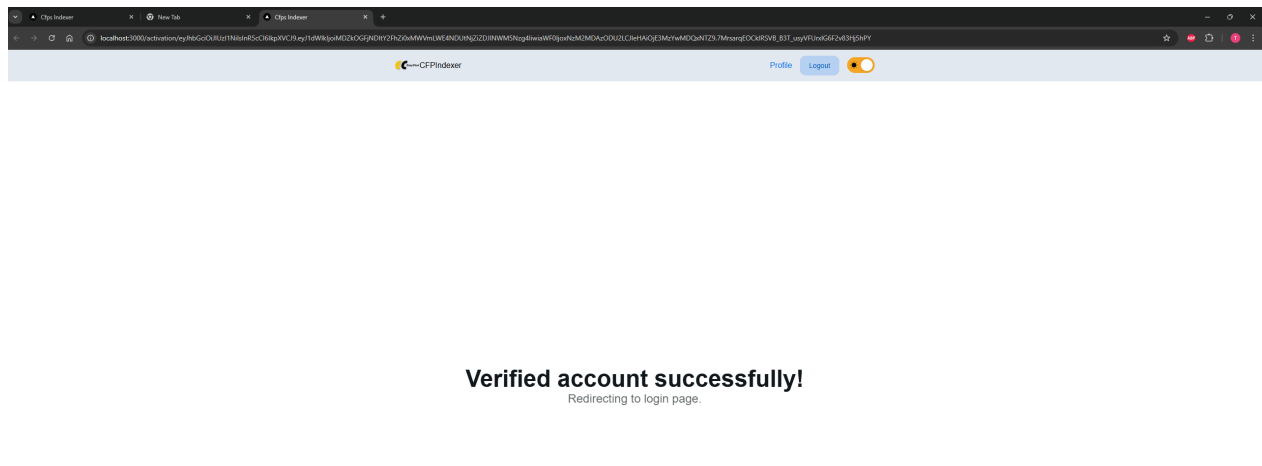 Cfps Indexer
New Tab
Cfps Indexer
CFPIndexer
Profile
Logout
Verified account successfully!
Redirecting to login page.